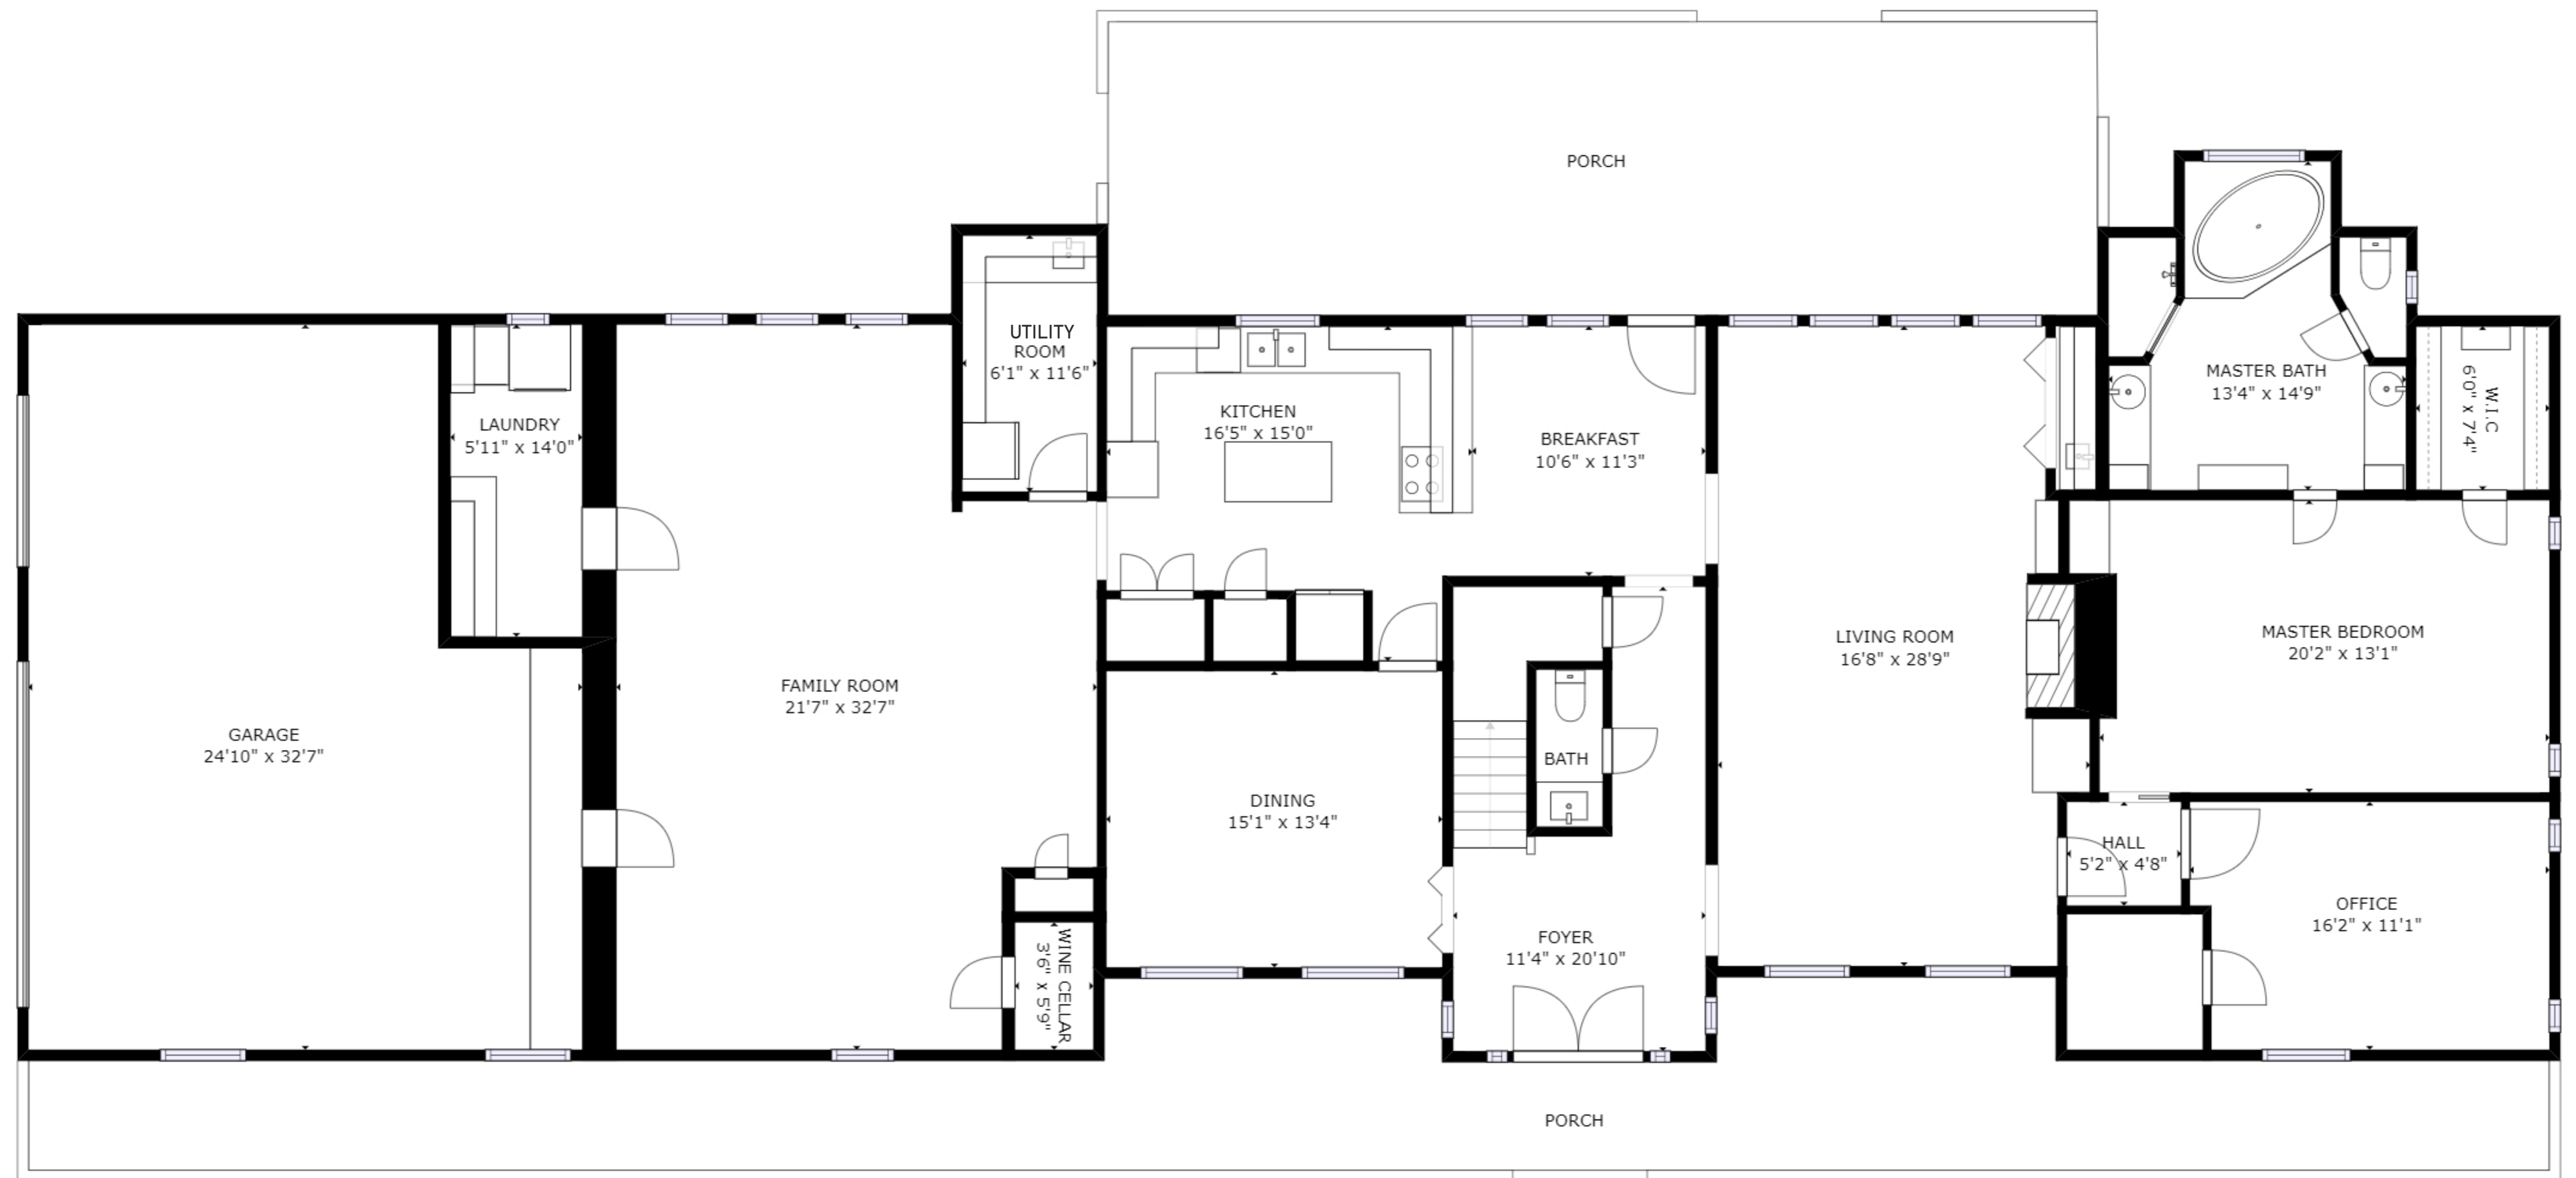 PORCH
UTILITY
ROOM
6'1" x 11'6"
MASTER BATH
13'4" x 14'9"
W.I.C
6'0" x 7'4"
LAUNDRY
5'11" x 14'0"
KITCHEN
16'5" x 15'0"
BREAKFAST
10'6" x 11'3"
LIVING ROOM
16'8" x 28'9"
MASTER BEDROOM
20'2" x 13'1"
FAMILY ROOM
21'7" x 32'7"
GARAGE
24'10" x 32'7"
BATH
DINING
15'1" x 13'4"
HALL
5'2" x 4'8"
OFFICE
16'2" x 11'1"
FOYER
11'4" x 20'10"
WINE CELLAR
3'6" x 5'9"
PORCH